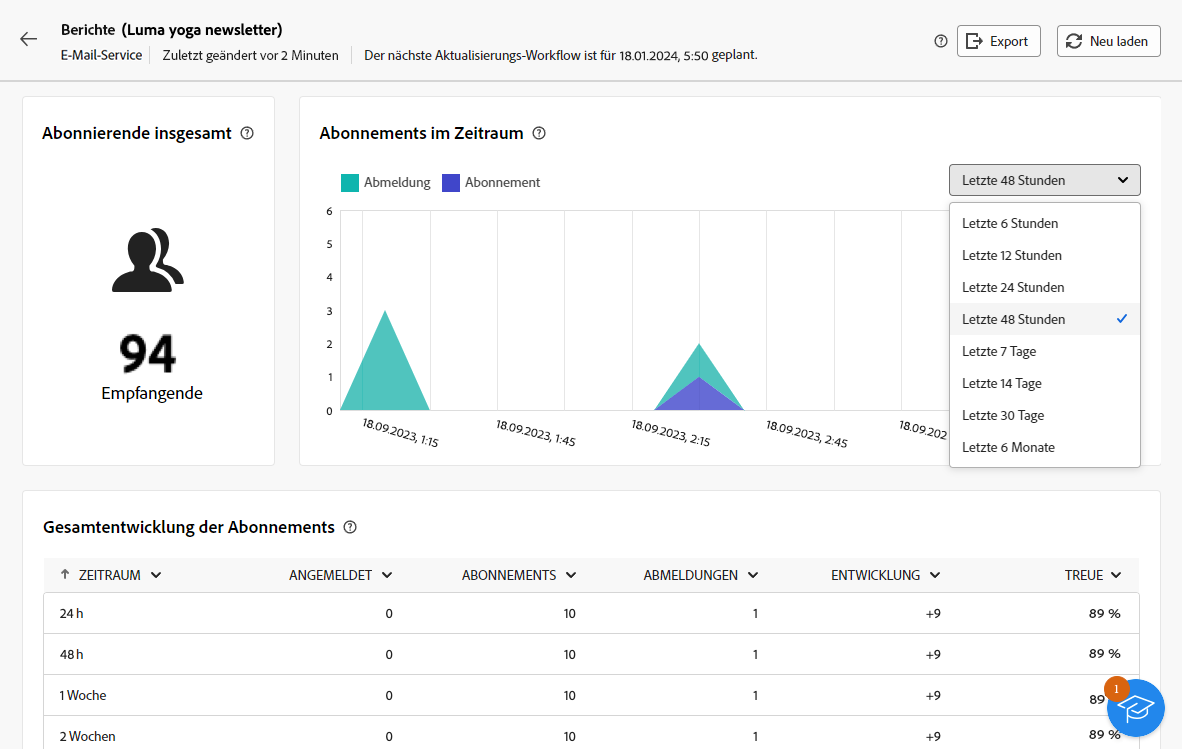 Berichte (Luma yoga newsletter)
E-Mail-Service Zuletzt geändert vor 2 Minuten Der nächste Aktualisierungs-Workflow ist für 18.01.2024, 5:50 geplant.
Export
Neu laden
Abonnierende insgesamt
94
Empfangende
Abonnements im Zeitraum
Abmeldung Abonnement
6
5
4
3
2
1
0
18.09.2023, 1:15
18.09.2023, 1:45
18.09.2023, 2:15
18.09.2023, 2:45
18.09.202
Letzte 48 Stunden
Letzte 6 Stunden
Letzte 12 Stunden
Letzte 24 Stunden
Letzte 48 Stunden
Letzte 7 Tage
Letzte 14 Tage
Letzte 30 Tage
Letzte 6 Monate
Gesamtentwicklung der Abonnements
ZEITRAUM ANGEMELDET ABONNEMENTS ABMELDUNGEN ENTWICKLUNG TREUE
24 h 0 10 1 +9 89 %
48 h 0 10 1 +9 89 %
1 Woche 0 10 1 +9 89
2 Wochen 0 10 1 +9 89 %
1